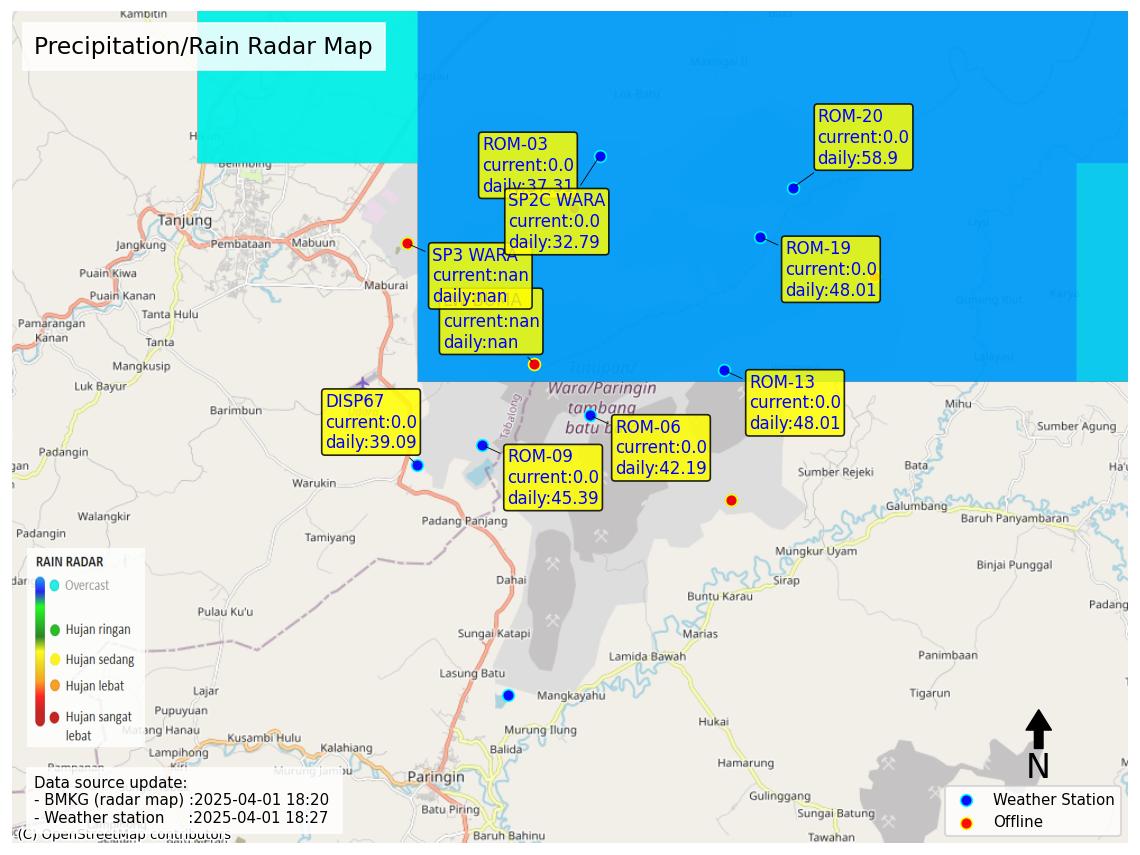 Kambitin
Precipitation/Rain Radar Map
ROM-20
current:0.0
daily:58.9
ROM-03
current:0.0
daily:37.31
SP2C WARA
current:0.0
daily:32.79
ROM-19
current:0.0
daily:48.01
SP3 WARA
current:nan
daily:nan
current:nan
daily:nan
ROM-13
current:0.0
daily:48.01
DISP67
current:0.0
daily:39.09
ROM-06
current:0.0
daily:42.19
ROM-09
current:0.0
daily:45.39
Belimbing
Tanjung
Jangkung
Pembataan
Mabuun
Puain Kiwa
Maburai
Puain Kanan
Tanta Hulu
Pamarangan
Kanan
Tanta
Mangkusip
Luk Bayur
Barimbun
Wara/Paringin
tambang
batu
Tabalong
Mihu
Sumber Agung
Bata
Sumber Rejeki
Warukin
Galumbang
Walangkir
Padang Panjang
Baruh Panyambaran
Padangin
Tamiyang
Mungkur Uyam
Binjai Punggal
Dahai
Sirap
Buntu Karau
Padang
Pulau Ku'u
Sungai Katapi
Marias
Lamida Bawah
Panimbaan
Lasung Batu
Lajar
Mangkayahu
Tigarun
Pupuyuan
Matang Hanau
Murung Ilung
Hukai
Kusambi Hulu
Lampihong
Kalahiang
Balida
Hamarung
Murung Jambu
Paringin
Gulinggang
Batu Piring
Sungai Batung
Baruh Bahinu
Tawahan
RAIN RADAR
Overcast
Hujan ringan
Hujan sedang
Hujan lebat
Hujan sangat
lebat
Data source update:
- BMKG (radar map) :2025-04-01 18:20
- Weather station :2025-04-01 18:27
(C) OpenStreetMap contributors
N
Weather Station
Offline